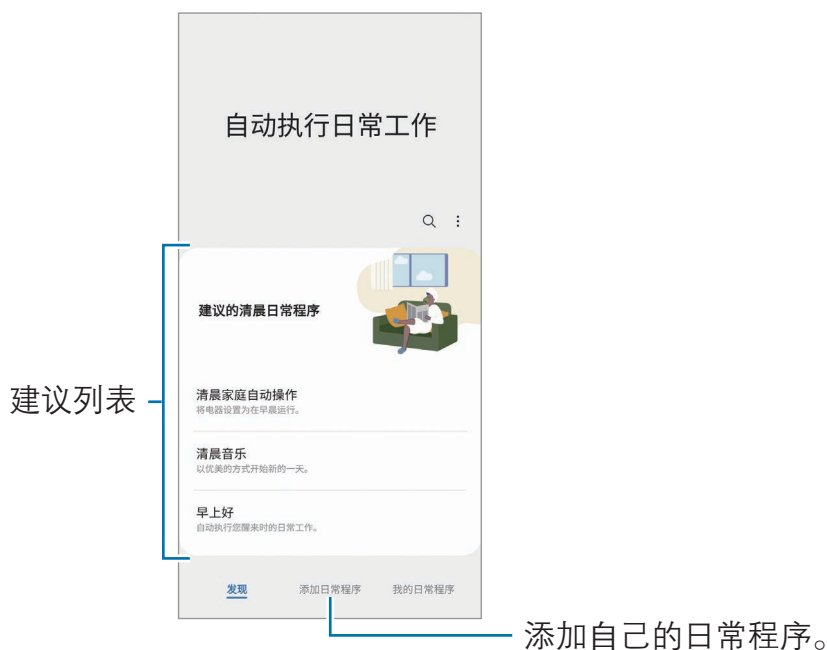 自动执行日常工作
建议的清晨日常程序
建议列表
清晨家庭自动操作
将电器设置为在早晨运行。
清晨音乐
以优美的方式开始新的一天。
早上好
自动执行您醒来时的日常工作。
发现 添加日常程序 我的日常程序
添加自己的日常程序。